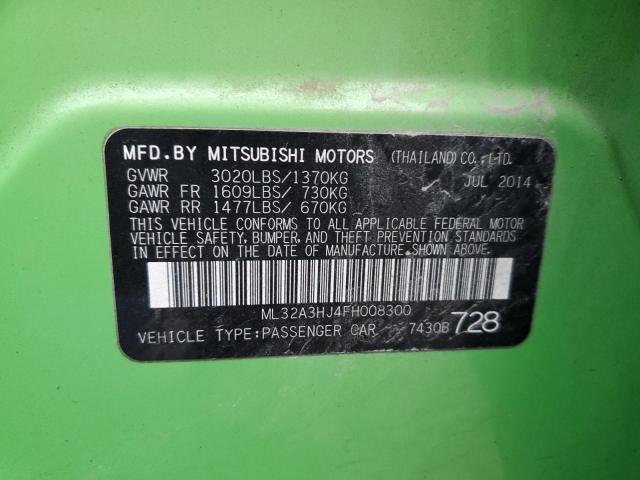 MFD.BY MITSUBISHI MOTORS (THAILAND) CO.,LTD.
GVWR 3020LBS/1370KG JUL 2014
GAWR FR 1609LBS/ 730KG
GAWR RR 1477LBS/ 670KG
THIS VEHICLE CONFORMS TO ALL APPLICABLE FEDERAL MOTOR
VEHICLE SAFETY, BUMPER, AND THEFT PREVENTION STANDARDS
IN EFFECT ON THE DATE OF MANUFACTURE SHOWN ABOVE.
ML32A3HJ4FH008300
VEHICLE TYPE:PASSENGER CAR 7430B 728